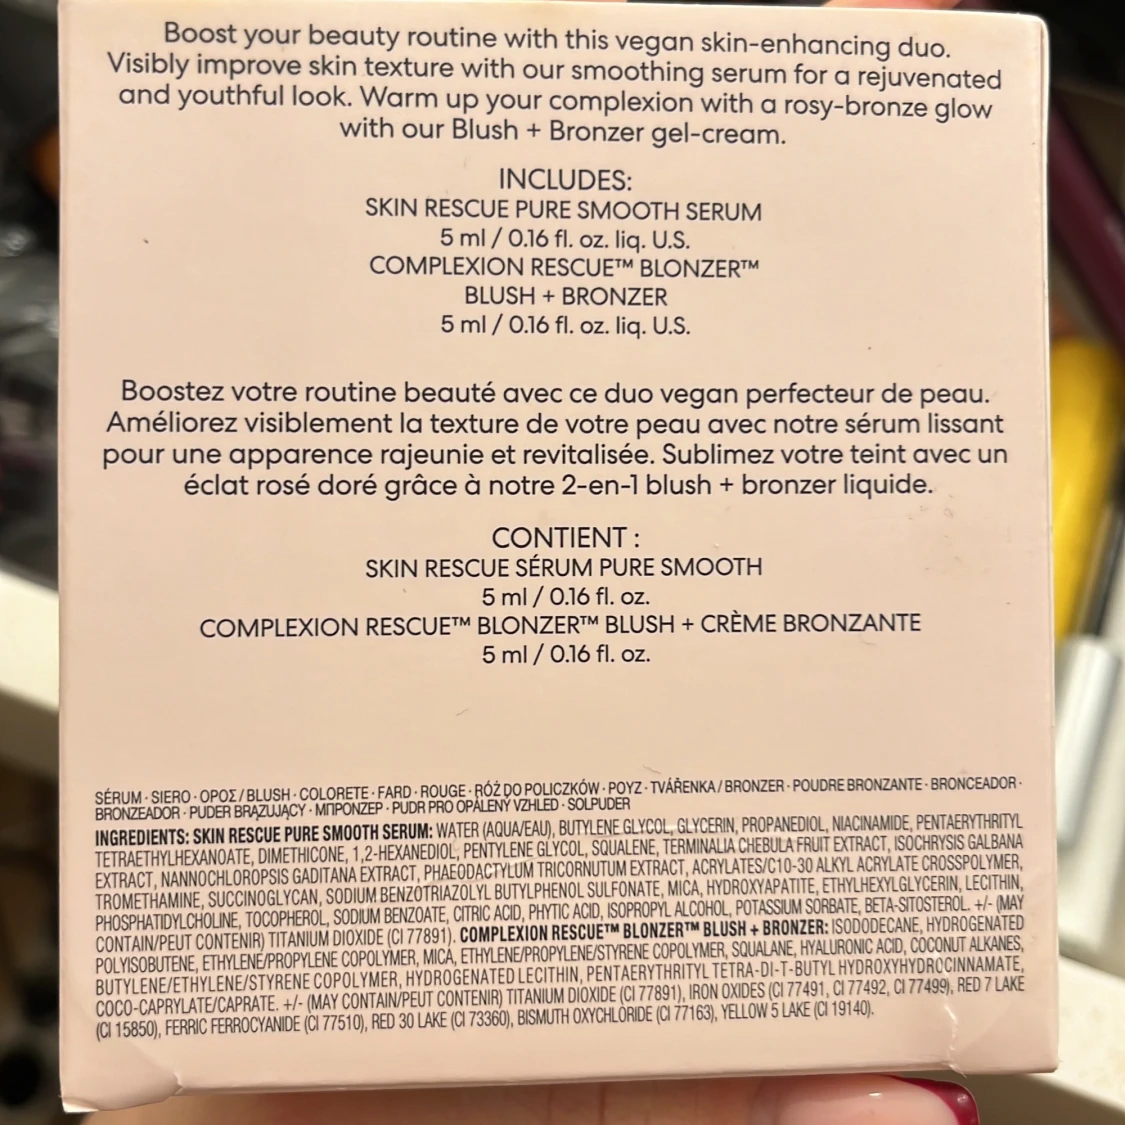 Boost your beauty routine with this vegan skin-enhancing duo.
Visibly improve skin texture with our smoothing serum for a rejuvenated
and youthful look. Warm up your complexion with a rosy-bronze glow
with our Blush + Bronzer gel-cream.
INCLUDES:
SKIN RESCUE PURE SMOOTH SERUM
5 ml / 0.16 fl. oz. liq. U.S.
COMPLEXION RESCUE™ BLONZER™
BLUSH + BRONZER
5 ml / 0.16 fl. oz. liq. U.S.
Boostez votre routine beauté avec ce duo vegan perfecteur de peau.
Améliorez visiblement la texture de votre peau avec notre sérum lissant
pour une apparence rajeunie et revitalisée. Sublimez votre teint avec un
éclat rosé doré grâce à notre 2-en-1 blush + bronzer liquide.
CONTIENT :
SKIN RESCUE SÉRUM PURE SMOOTH
5 ml / 0.16 fl. oz.
COMPLEXION RESCUE™ BLONZER™ BLUSH + CRÈME BRONZANTE
5 ml / 0.16 fl. oz.
SÉRUM · SIERO · ΟΡΟΣ / BLUSH · COLORETE · FARD · ROUGE · RÓŻ DO POLICZKÓW · ΡΟΥΖ · TVÁŘENKA / BRONZER · POUDRE BRONZANTE · BRONCEADOR ·
BRONZEADOR · PUDER BRĄZUJĄCY · ΜΠΡΟΝΖΕΡ · PUDR PRO OPÁLENÝ VZHLED · SOLPUDER
INGREDIENTS: SKIN RESCUE PURE SMOOTH SERUM: WATER (AQUA/EAU), BUTYLENE GLYCOL, GLYCERIN, PROPANEDIOL, NIACINAMIDE, PENTAERYTHRITYL
TETRAETHYLHEXANOATE, DIMETHICONE, 1,2-HEXANEDIOL, PENTYLENE GLYCOL, SQUALENE, TERMINALIA CHEBULA FRUIT EXTRACT, ISOCHRYSIS GALBANA
EXTRACT, NANNOCHLOROPSIS GADITANA EXTRACT, PHAEODACTYLUM TRICORNUTUM EXTRACT, ACRYLATES/C10-30 ALKYL ACRYLATE CROSSPOLYMER,
TROMETHAMINE, SUCCINOGLYCAN, SODIUM BENZOTRIAZOLYL BUTYLPHENOL SULFONATE, MICA, HYDROXYAPATITE, ETHYLHEXYLGLYCERIN, LECITHIN,
PHOSPHATIDYLCHOLINE, TOCOPHEROL, SODIUM BENZOATE, CITRIC ACID, PHYTIC ACID, ISOPROPYL ALCOHOL, POTASSIUM SORBATE, BETA-SITOSTEROL. +/- (MAY
CONTAIN/PEUT CONTENIR) TITANIUM DIOXIDE (CI 77891). COMPLEXION RESCUE™ BLONZER™ BLUSH + BRONZER: ISODODECANE, HYDROGENATED
POLYISOBUTENE, ETHYLENE/PROPYLENE COPOLYMER, MICA, ETHYLENE/PROPYLENE/STYRENE COPOLYMER, SQUALANE, HYALURONIC ACID, COCONUT ALKANES,
BUTYLENE/ETHYLENE/STYRENE COPOLYMER, HYDROGENATED LECITHIN, PENTAERYTHRITYL TETRA-DI-T-BUTYL HYDROXYHYDROCINNAMATE,
COCO-CAPRYLATE/CAPRATE. +/- (MAY CONTAIN/PEUT CONTENIR) TITANIUM DIOXIDE (CI 77891), IRON OXIDES (CI 77491, CI 77492, CI 77499), RED 7 LAKE
(CI 15850), FERRIC FERROCYANIDE (CI 77510), RED 30 LAKE (CI 73360), BISMUTH OXYCHLORIDE (CI 77163), YELLOW 5 LAKE (CI 19140).